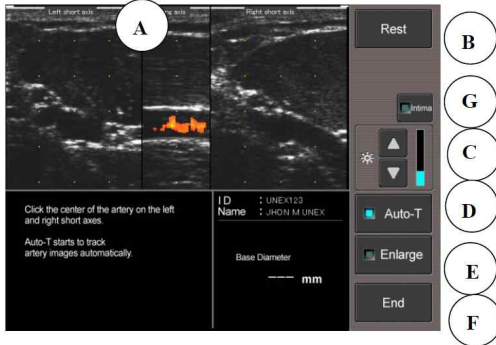 Left short axis
A
axis
Right short axis
Rest
B
Intima
G
C
Auto-T
D
Enlarge
E
End
F
Click the center of the artery on the left
and right short axes.
Auto-T starts to track
artery images automatically.
ID : UNEX123
Name : JHON M UNEX
Base Diameter
--- mm